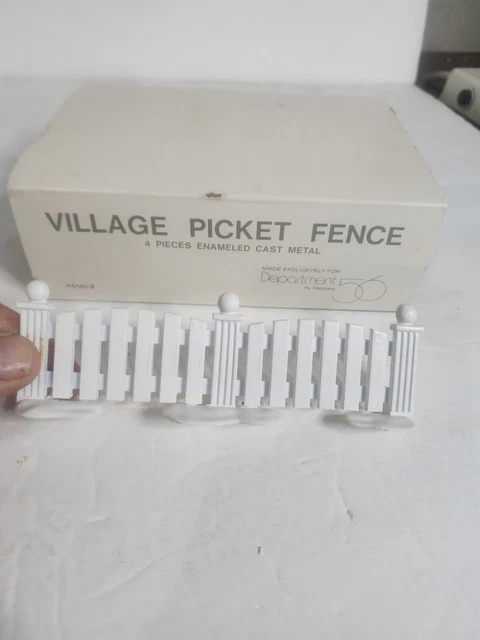 VILLAGE PICKET FENCE
4 PIECES ENAMELED CAST METAL
MADE EXCLUSIVELY FOR
Department 56